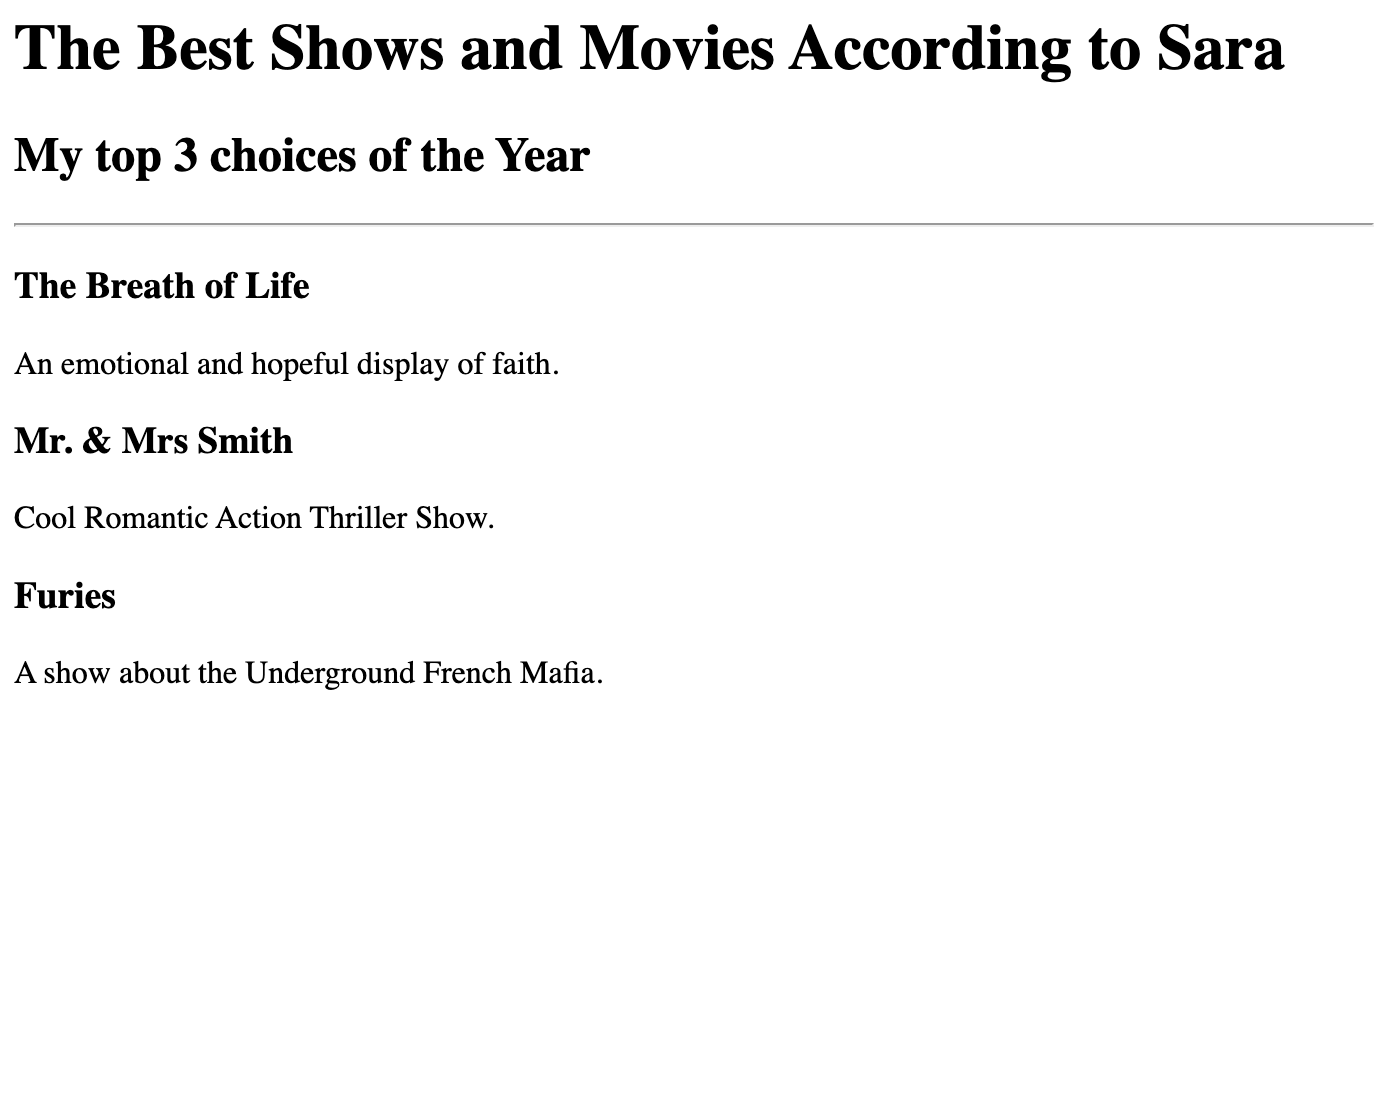 The Best Shows and Movies According to Sara
My top 3 choices of the Year
The Breath of Life
An emotional and hopeful display of faith.
Mr. & Mrs Smith
Cool Romantic Action Thriller Show.
Furies
A show about the Underground French Mafia.